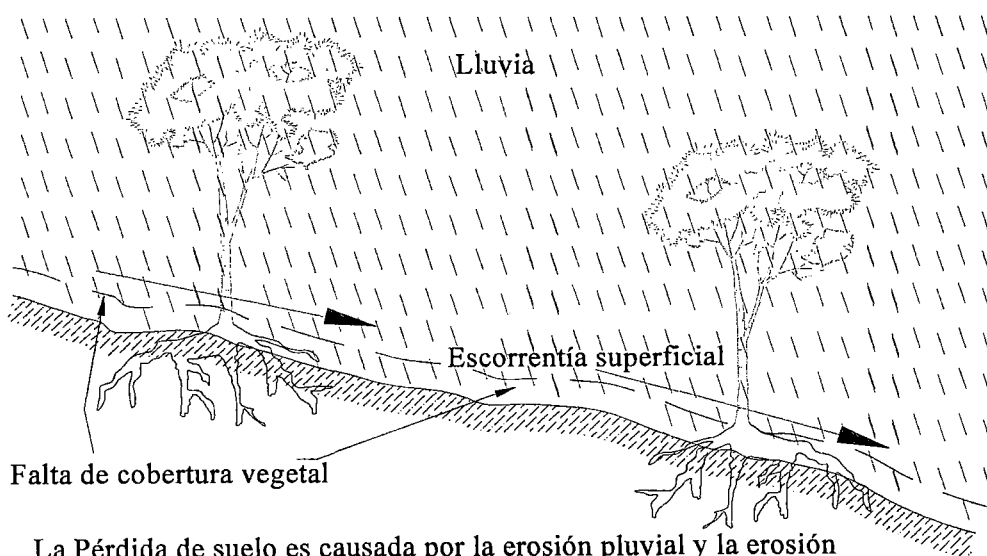 Lluvia
Escorrentía superficial
Falta de cobertura vegetal
La Pérdida de suelo es causada por la erosión pluvial y la erosión